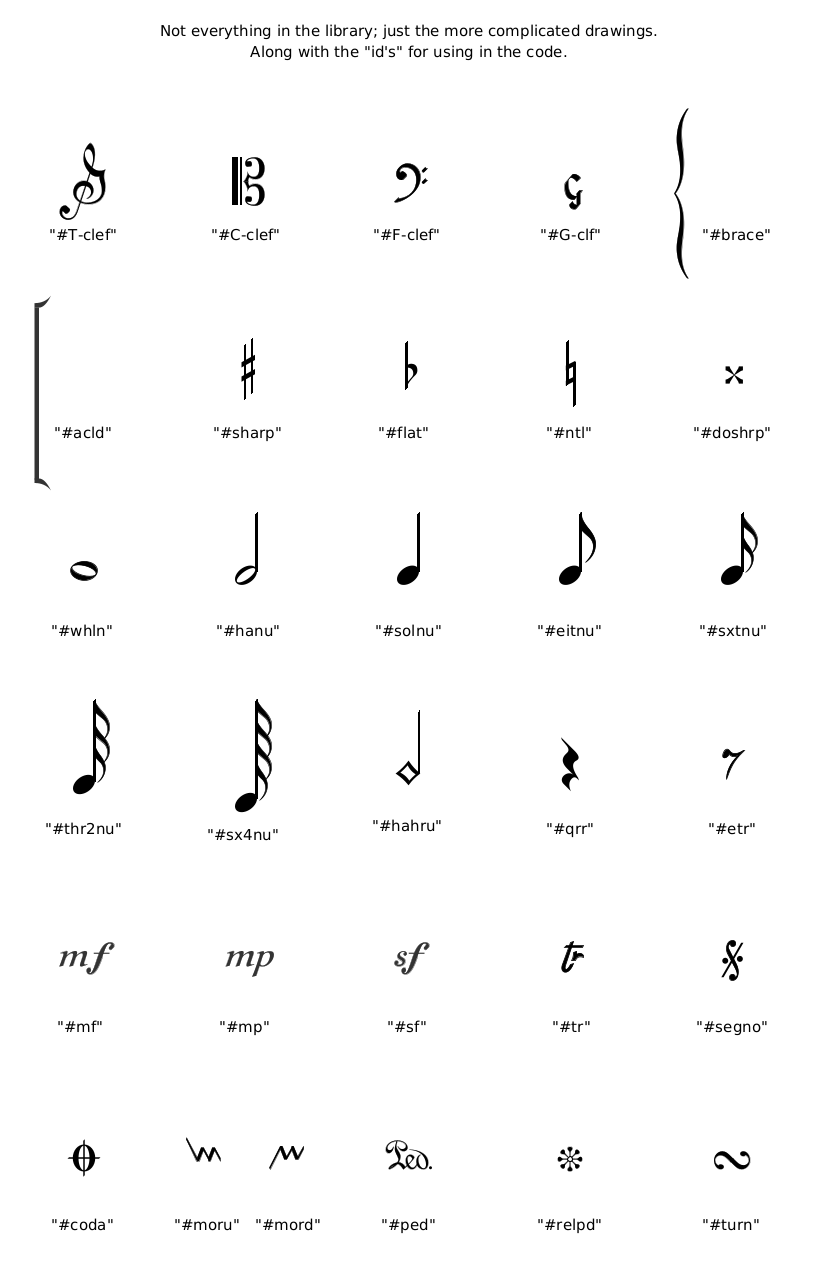 Not everything in the library; just the more complicated drawings.
Along with the "id's" for using in the code.
"#T-clef" "#C-clef" "#F-clef" "#G-clf" "#brace"
"#acld" "#sharp" "#flat" "#ntl" "#doshrp"
"#whln" "#hanu" "#solnu" "#eitnu" "#sxtnu"
"#thr2nu" "#sx4nu" "#hahru" "#qrr" "#etr"
mf mp sf tr
"#mf" "#mp" "#sf" "#tr" "#segno"
Ped.
"#coda" "#moru" "#mord" "#ped" "#relpd" "#turn"